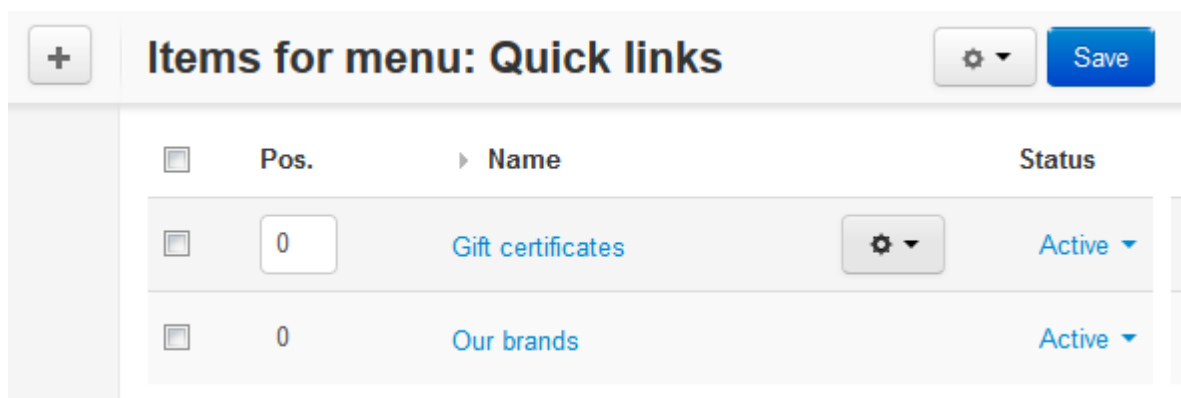 + Items for menu: Quick links Save
Pos. Name Status
0 Gift certificates Active
0 Our brands Active